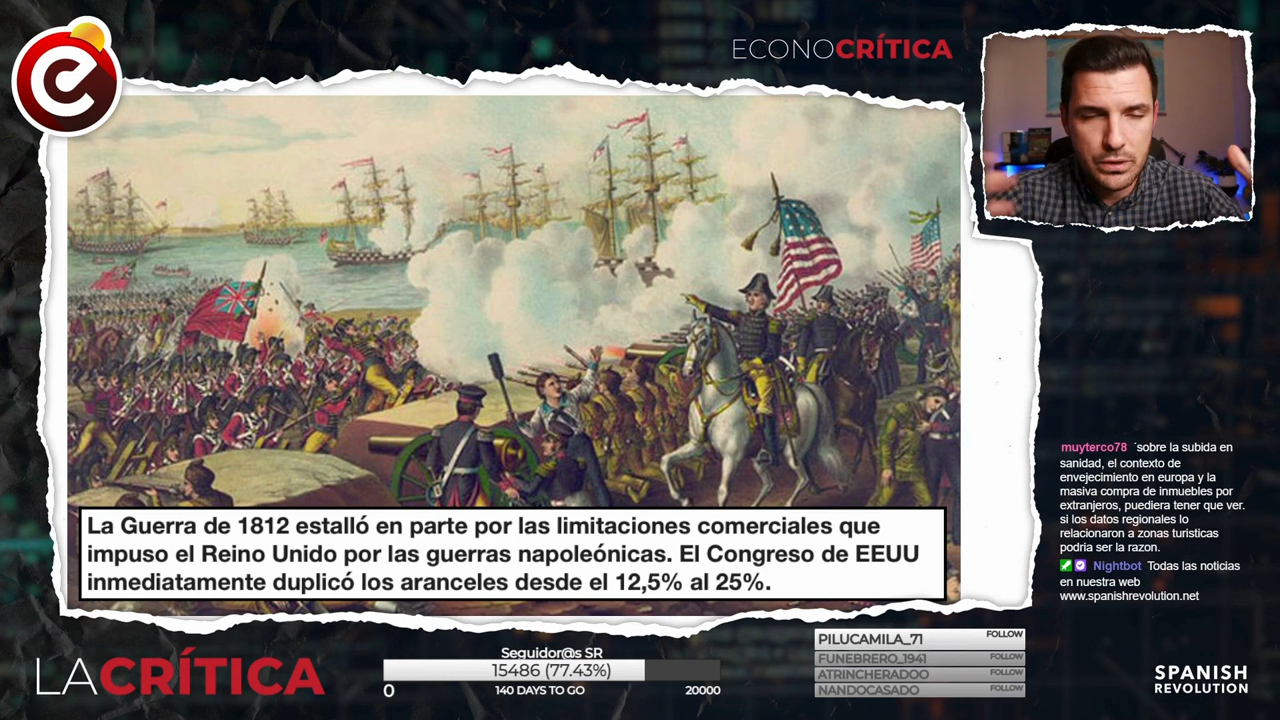 ECONOCRÍTICA
La Guerra de 1812 estalló en parte por las limitaciones comerciales que
impuso el Reino Unido por las guerras napoleónicas. El Congreso de EEUU
inmediatamente duplicó los aranceles desde el 12,5% al 25%.
muyterco78 ´sobre la subida en
sanidad, el contexto de
envejecimiento en europa y la
masiva compra de inmuebles por
extranjeros, pudiera tener que ver.
si los datos regionales lo
relacionaron a zonas turisticas
podria ser la razon.
Nightbot Todas las noticias
en nuestra web
www.spanishrevolution.net
LACRÍTICA
Seguidor@s SR
15486 (77.43%)
0 140 DAYS TO GO 20000
PILUCAMILA_71 FOLLOW
FUNEBRERO_1941 FOLLOW
ATRINCHERADOO FOLLOW
NANDOCASADO FOLLOW
SPANISH
REVOLUTION